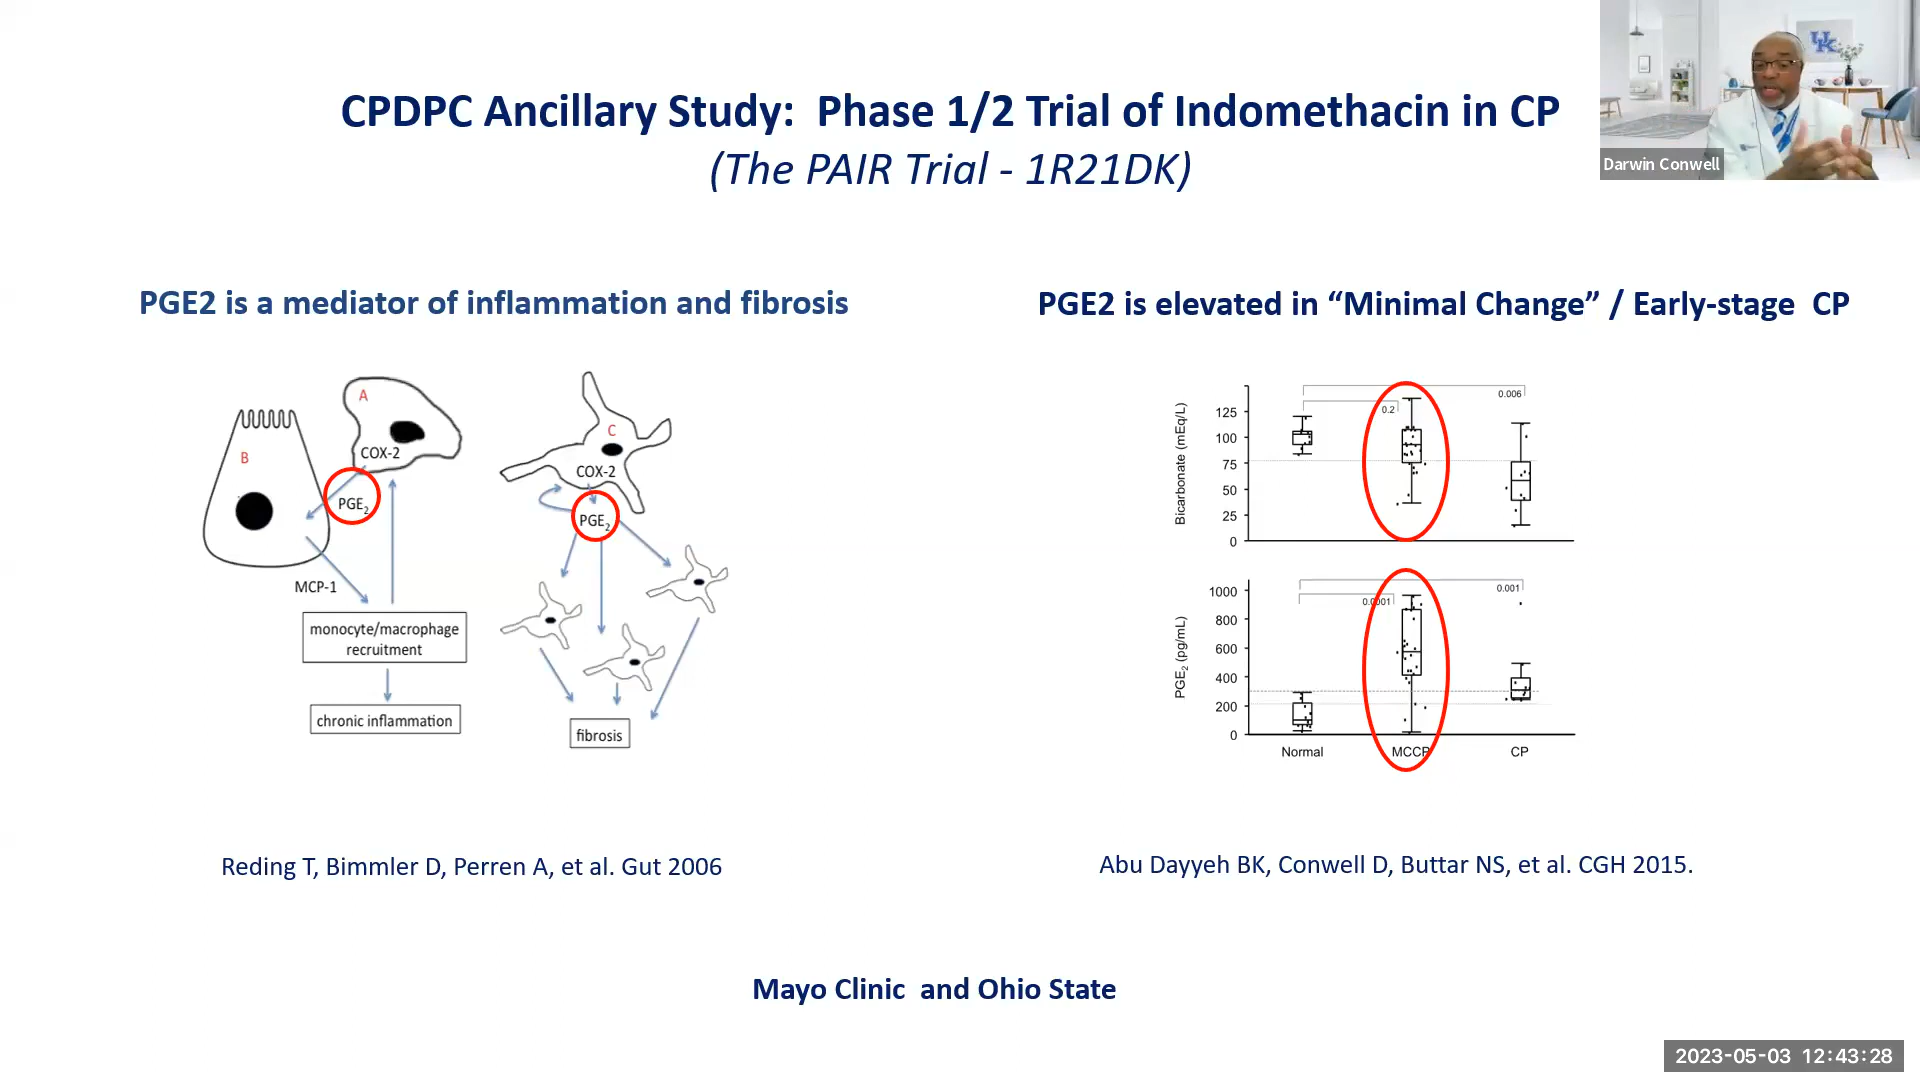 CPDPC Ancillary Study:  Phase 1/2 Trial of Indomethacin in CP
(The PAIR Trial - 1R21DK)
UK
Darwin Conwell
PGE2 is a mediator of inflammation and fibrosis
A
B
COX-2
PGE2
MCP-1
monocyte/macrophage
recruitment
chronic inflammation
C
COX-2
PGE2
fibrosis
Reding T, Bimmler D, Perren A, et al. Gut 2006
PGE2 is elevated in “Minimal Change” / Early-stage  CP
Bicarbonate (mEq/L)
125
100
75
50
25
0
0.2
0.006
PGE2 (pg/mL)
1000
800
600
400
200
0
0.0001
0.001
Normal
MCCP
CP
Abu Dayyeh BK, Conwell D, Buttar NS, et al. CGH 2015.
Mayo Clinic  and Ohio State
2023-05-03 12:43:28